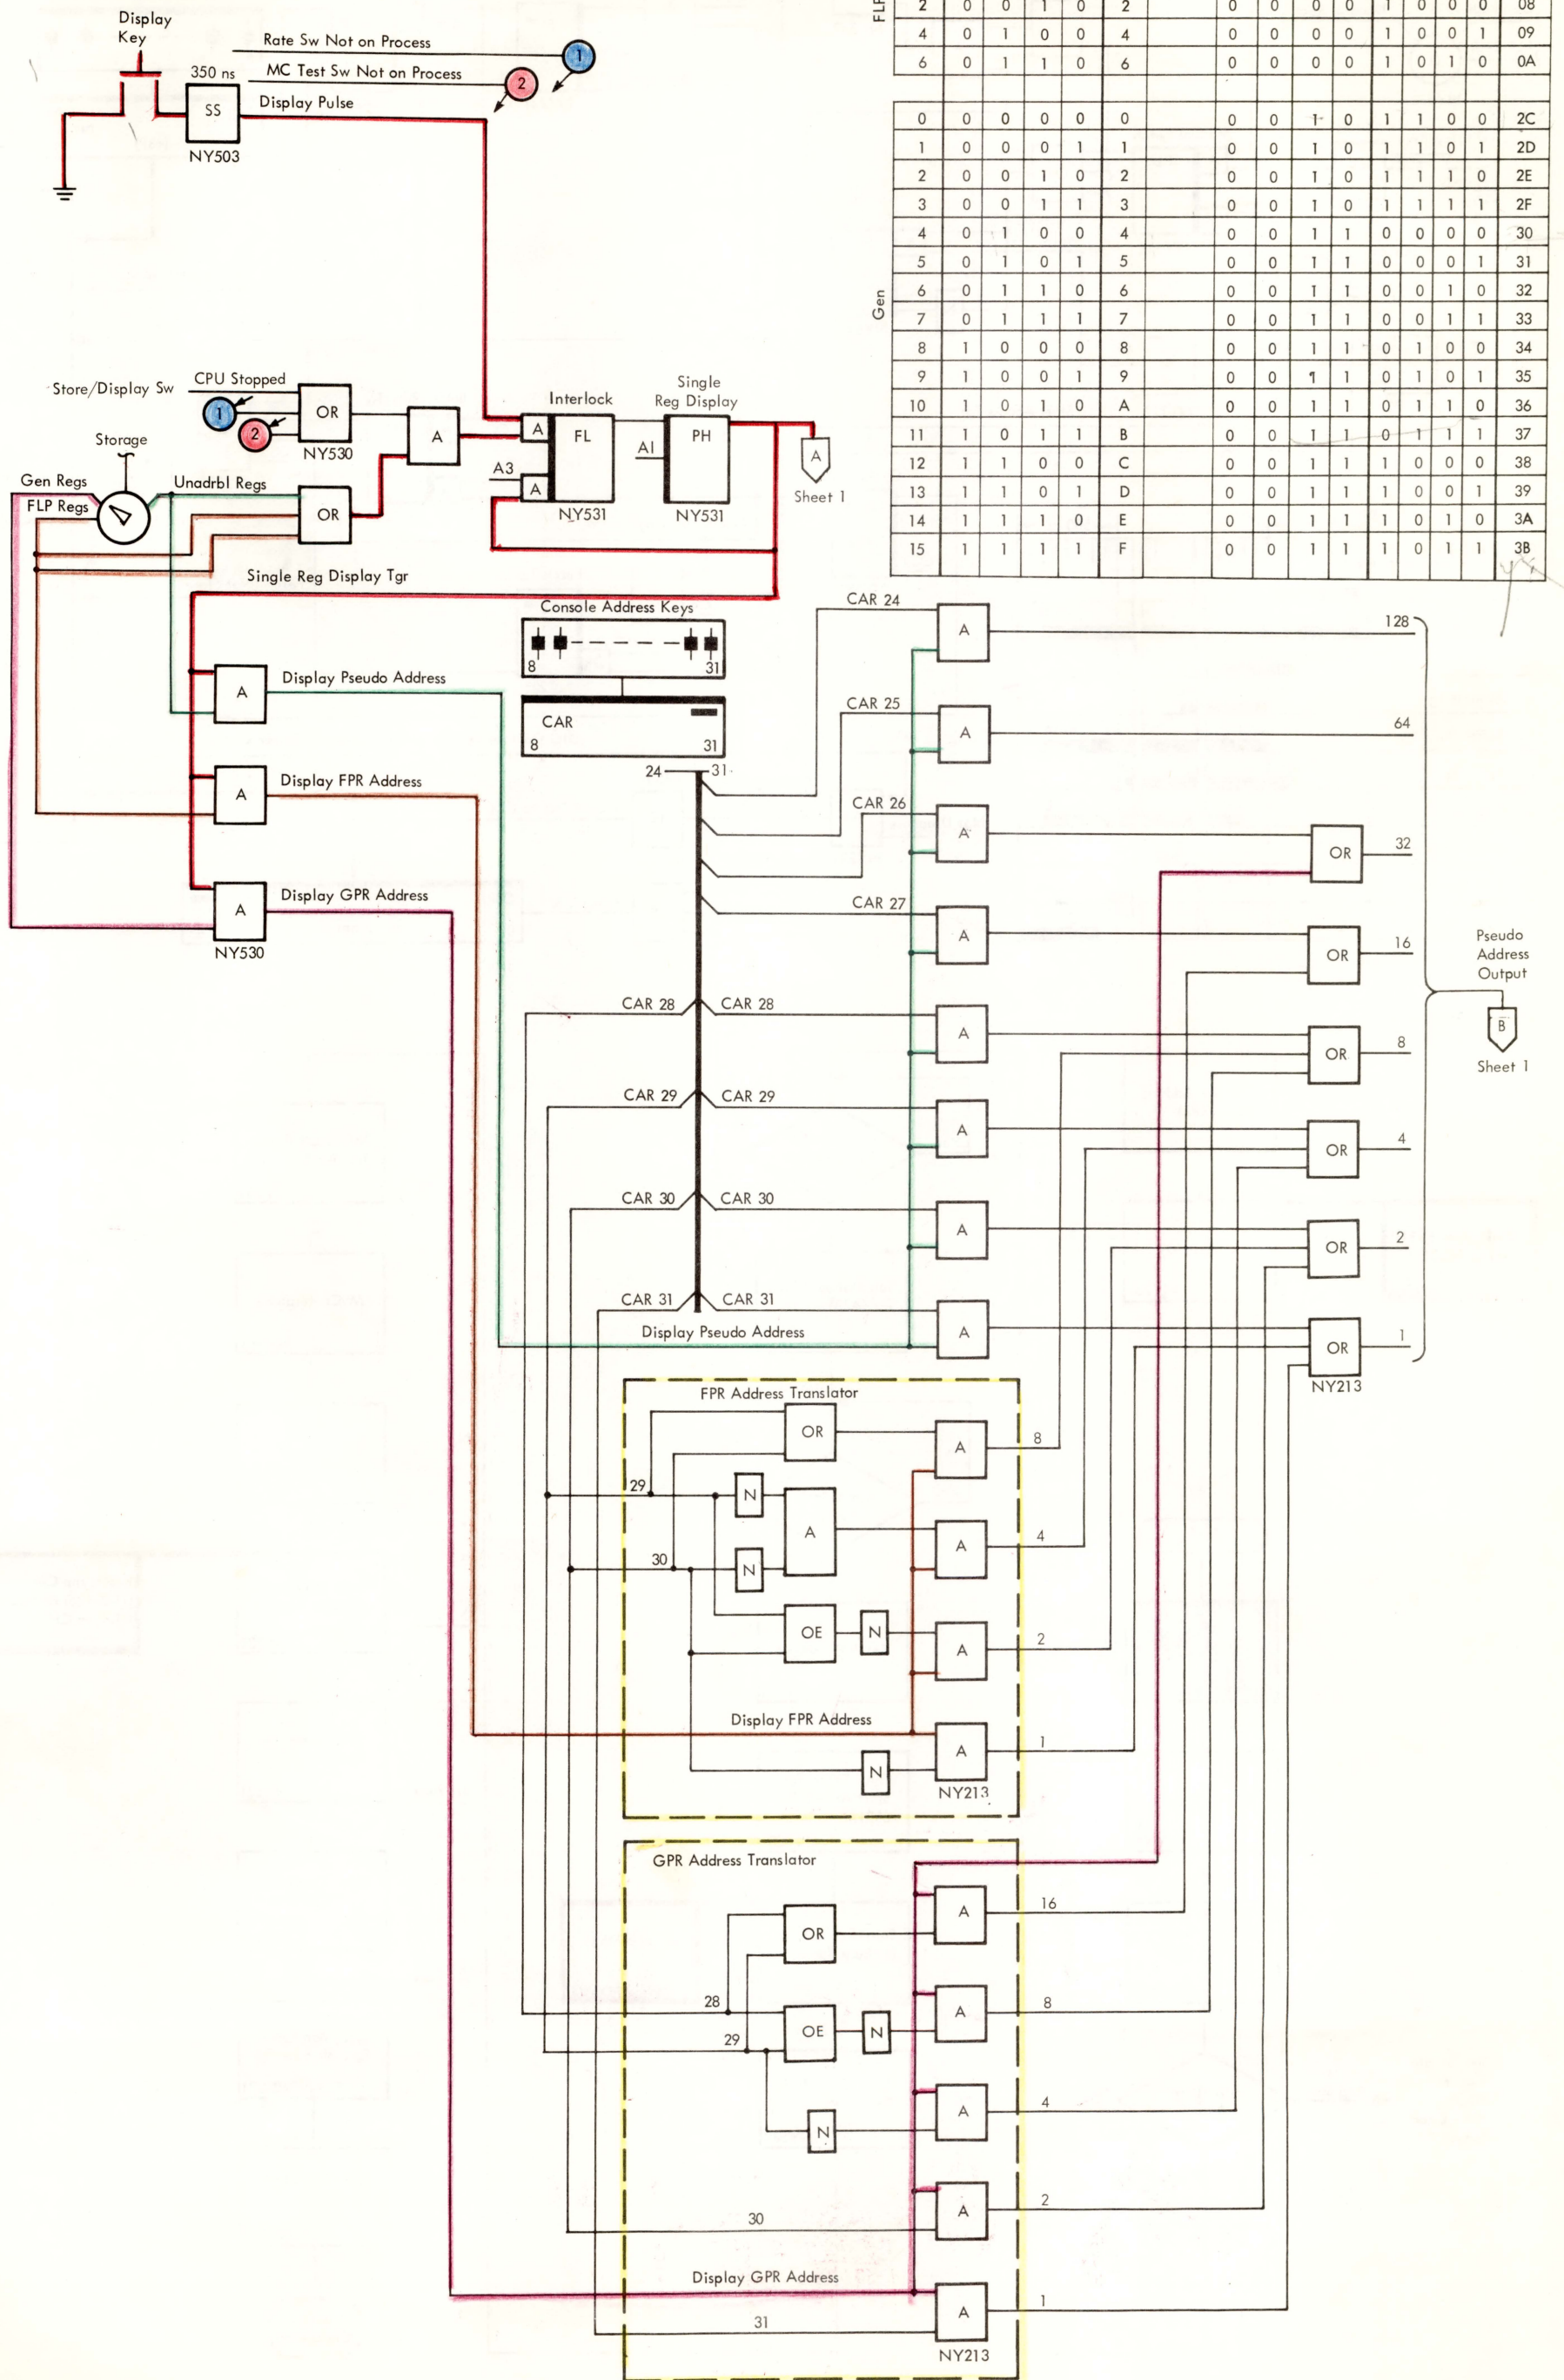 Display
Key
Rate Sw Not on Process
1
350 ns
MC Test Sw Not on Process
2
SS
Display Pulse
NY503
2 0 0 1 0 2 0 0 0 0 1 0 0 0 08
4 0 1 0 0 4 0 0 0 0 1 0 0 1 09
6 0 1 1 0 6 0 0 0 0 1 0 1 0 0A
0 0 0 0 0 0 0 0 1 0 1 1 0 0 2C
1 0 0 0 1 1 0 0 1 0 1 1 0 1 2D
2 0 0 1 0 2 0 0 1 0 1 1 1 0 2E
3 0 0 1 1 3 0 0 1 0 1 1 1 1 2F
4 0 1 0 0 4 0 0 1 1 0 0 0 0 30
5 0 1 0 1 5 0 0 1 1 0 0 0 1 31
6 0 1 1 0 6 0 0 1 1 0 0 1 0 32
Gen
7 0 1 1 1 7 0 0 1 1 0 0 1 1 33
8 1 0 0 0 8 0 0 1 1 0 1 0 0 34
9 1 0 0 1 9 0 0 1 1 0 1 0 1 35
10 1 0 1 0 A 0 0 1 1 0 1 1 0 36
11 1 0 1 1 B 0 0 1 1 0 1 1 1 37
12 1 1 0 0 C 0 0 1 1 1 0 0 0 38
13 1 1 0 1 D 0 0 1 1 1 0 0 1 39
14 1 1 1 0 E 0 0 1 1 1 0 1 0 3A
15 1 1 1 1 F 0 0 1 1 1 0 1 1 3B
Store/Display Sw
CPU Stopped
1
2
OR
NY530
A
Interlock
A
FL
A3
A
NY531
Single
Reg Display
A1
PH
NY531
A
Sheet 1
Storage
Gen Regs
FLP Regs
Unadrbl Regs
OR
Single Reg Display Tgr
A
Display Pseudo Address
A
Display FPR Address
A
Display GPR Address
NY530
Console Address Keys
8 31
CAR
8 31
24 31
CAR 24
A
128
CAR 25
A
64
CAR 26
A
OR
32
CAR 27
A
OR
16
Pseudo
Address
Output
B
Sheet 1
CAR 28 CAR 28
A
OR
8
CAR 29 CAR 29
A
OR
4
CAR 30 CAR 30
A
OR
2
CAR 31 CAR 31
Display Pseudo Address
A
OR
1
NY213
FPR Address Translator
OR
A
8
29
N
A
A
4
30
N
OE
N
A
2
Display FPR Address
A
1
N
NY213
GPR Address Translator
OR
A
16
28
OE
N
A
8
29
N
A
4
A
2
30
Display GPR Address
A
1
31
NY213